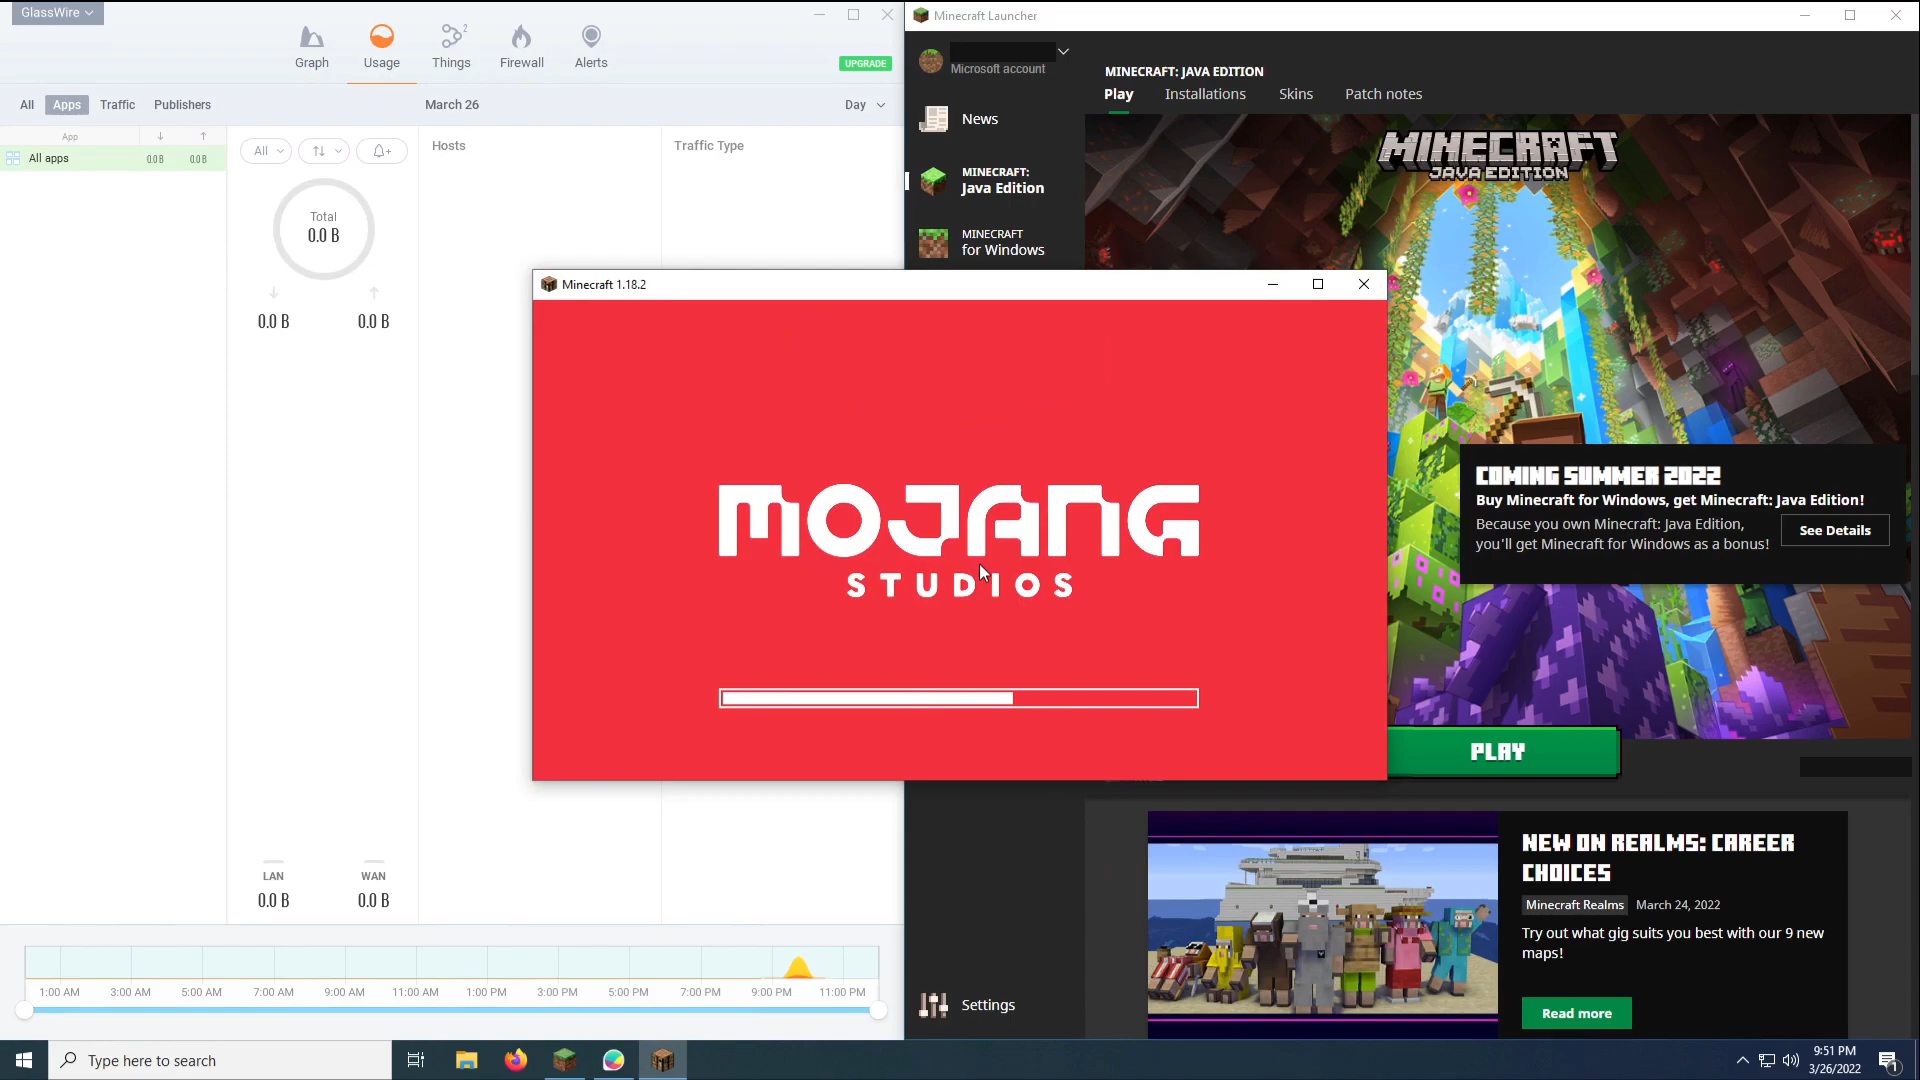 GlassWire
Graph
Usage
Things
2
Firewall
Alerts
UPGRADE
All
Apps
Traffic
Publishers
March 26
Day
App
All apps
0.0 B
0.0 B
All
Hosts
Traffic Type
Total
0.0 B
0.0 B
0.0 B
LAN
WAN
0.0 B
0.0 B
1:00 AM
3:00 AM
5:00 AM
7:00 AM
9:00 AM
11:00 AM
1:00 PM
3:00 PM
5:00 PM
7:00 PM
9:00 PM
11:00 PM
Minecraft Launcher
Microsoft account
News
MINECRAFT:
Java Edition
MINECRAFT
for Windows
Settings
MINECRAFT: JAVA EDITION
Play
Installations
Skins
Patch notes
MINECRAFT
JAVA EDITION
COMING SUMMER 2022
Buy Minecraft for Windows, get Minecraft: Java Edition!
Because you own Minecraft: Java Edition,
you'll get Minecraft for Windows as a bonus!
See Details
PLAY
NEW ON REALMS: CAREER
CHOICES
Minecraft Realms
March 24, 2022
Try out what gig suits you best with our 9 new
maps!
Read more
Minecraft 1.18.2
MOJANG
STUDIOS
Type here to search
9:51 PM
3/26/2022
1